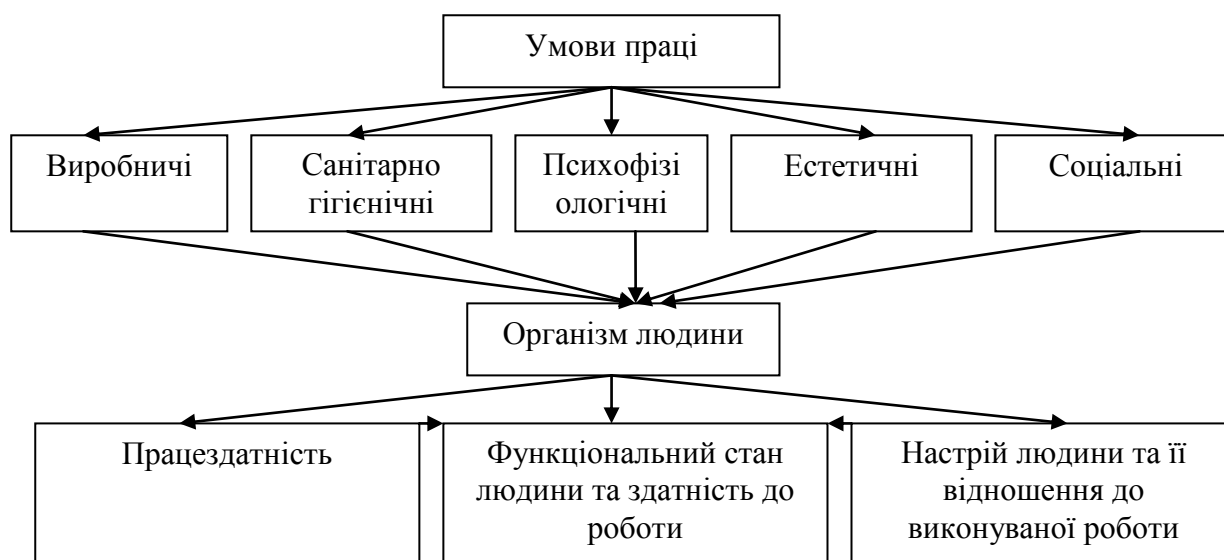 Умови праці
Виробничі
Санітарно
гігієнічні
Психофізі
ологічні
Естетичні
Соціальні
Організм людини
Працездатність
Функціональний стан
людини та здатність до
роботи
Настрій людини та її
відношення до
виконуваної роботи